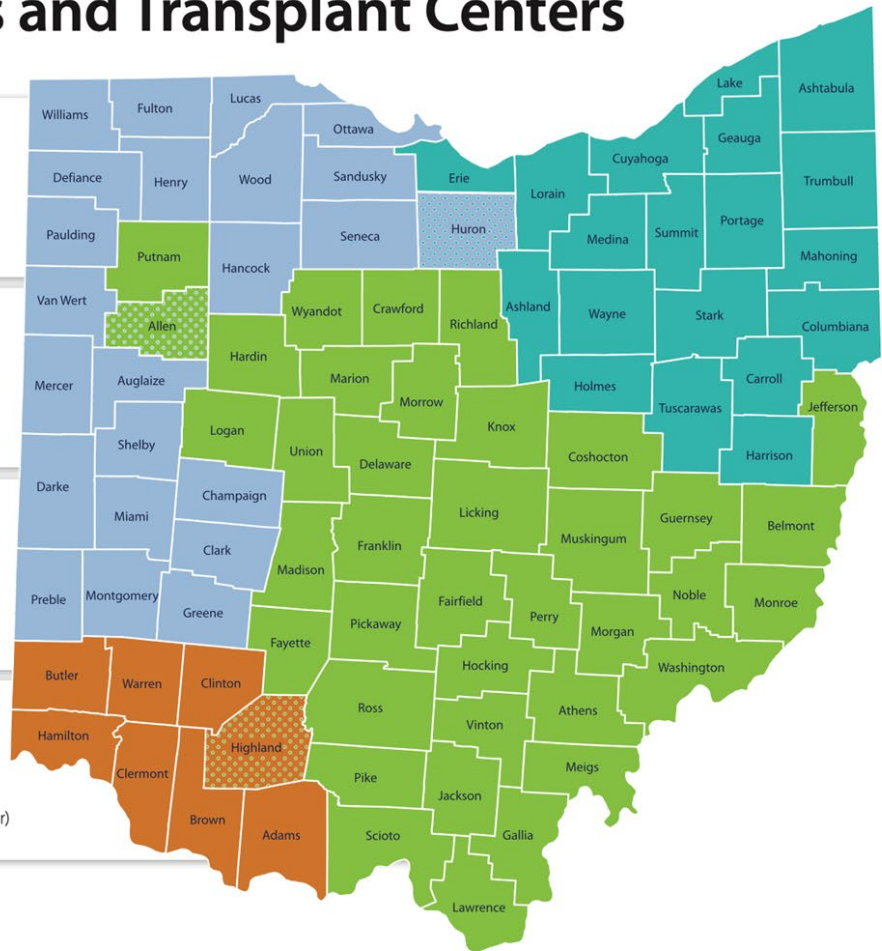 s and Transplant Centers
Lake
Ashtabula
Williams
Fulton
Lucas
Ottawa
Geauga
Cuyahoga
Defiance
Henry
Wood
Sandusky
Erie
Lorain
Trumbull
Paulding
Seneca
Huron
Medina
Summit
Portage
Putnam
Hancock
Mahoning
Van Wert
Allen
Wyandot
Crawford
Richland
Ashland
Wayne
Stark
Columbiana
Hardin
Mercer
Auglaize
Marion
Morrow
Holmes
Carroll
Tuscarawas
Jefferson
Logan
Union
Knox
Shelby
Delaware
Coshocton
Harrison
Darke
Champaign
Miami
Licking
Guernsey
Belmont
Clark
Franklin
Muskingum
Madison
Preble
Montgomery
Greene
Fairfield
Perry
Noble
Monroe
Fayette
Pickaway
Morgan
Butler
Warren
Clinton
Hocking
Washington
Ross
Athens
Hamilton
Highland
Vinton
Clermont
Pike
Meigs
Jackson
Brown
Adams
Scioto
Gallia
r)
Lawrence